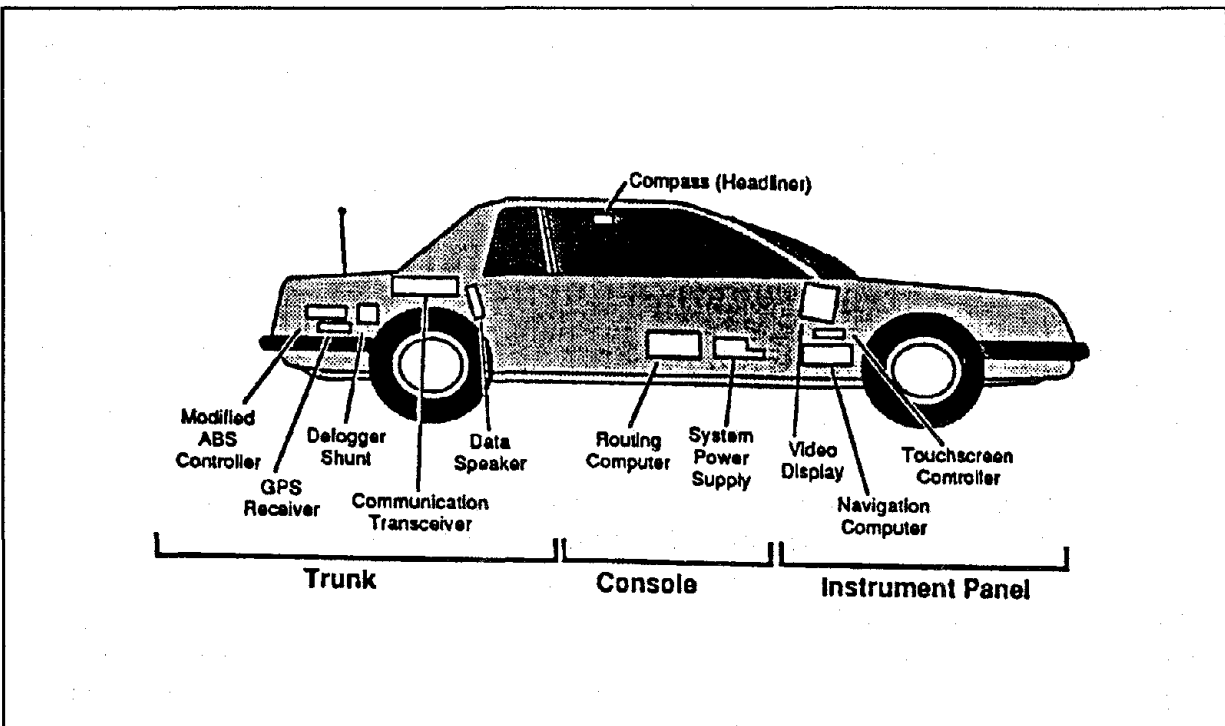 Compass (Headliner)
Modified
ABS
Controller
GPS
Receiver
Defogger
Shunt
Communication
Transceiver
Data
Speaker
Routing
Computer
System
Power
Supply
Video
Display
Navigation
Computer
Touchscreen
Controller
Trunk
Console
Instrument Panel